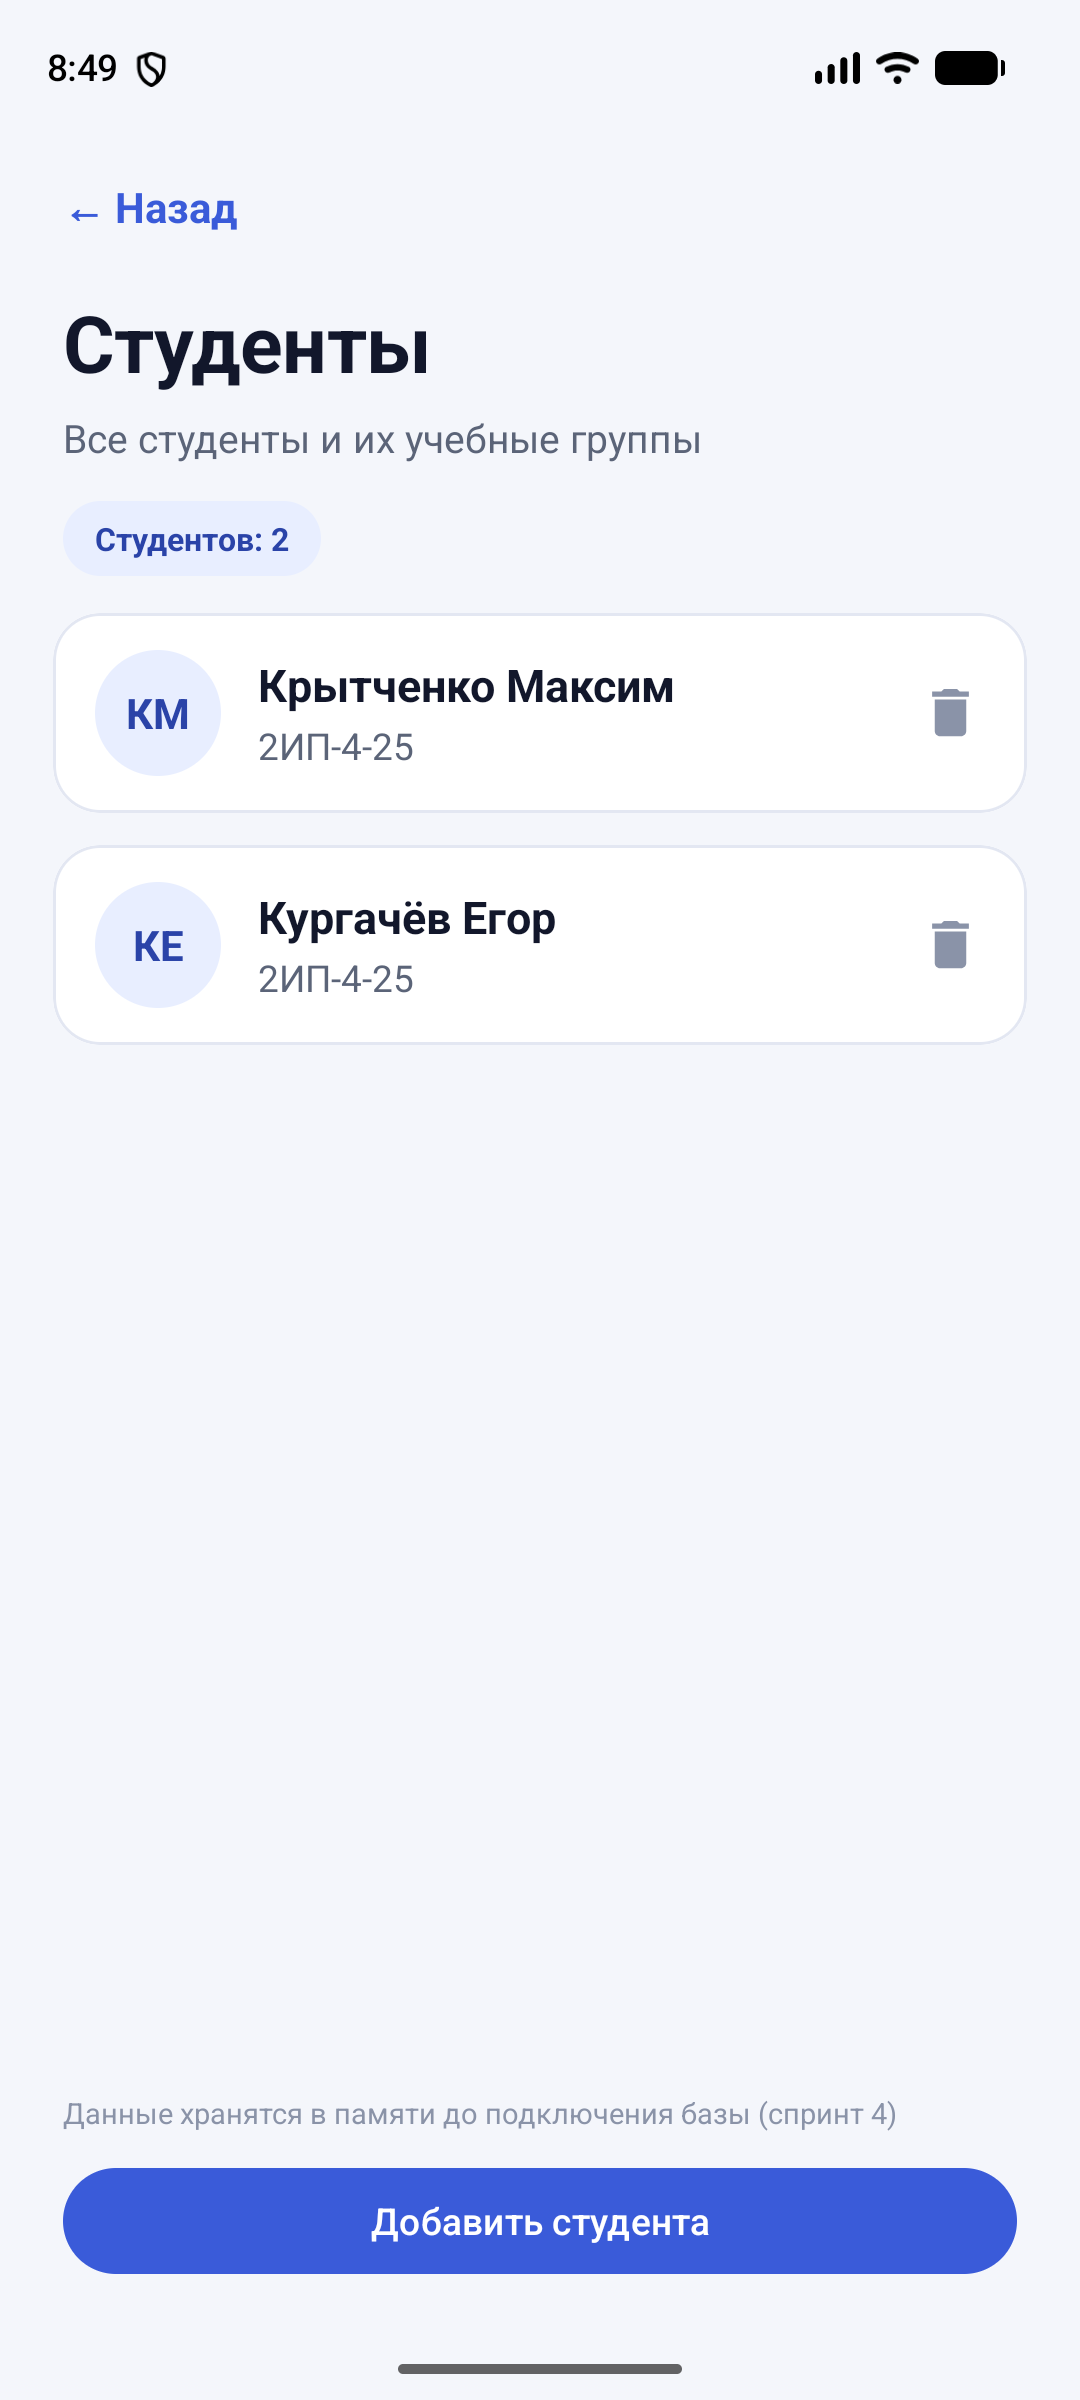 8:49
← Назад
Студенты
Все студенты и их учебные группы
Студентов: 2
КМ
Крытченко Максим
2ИП-4-25
КЕ
Кургачёв Егор
2ИП-4-25
Данные хранятся в памяти до подключения базы (спринт 4)
Добавить студента